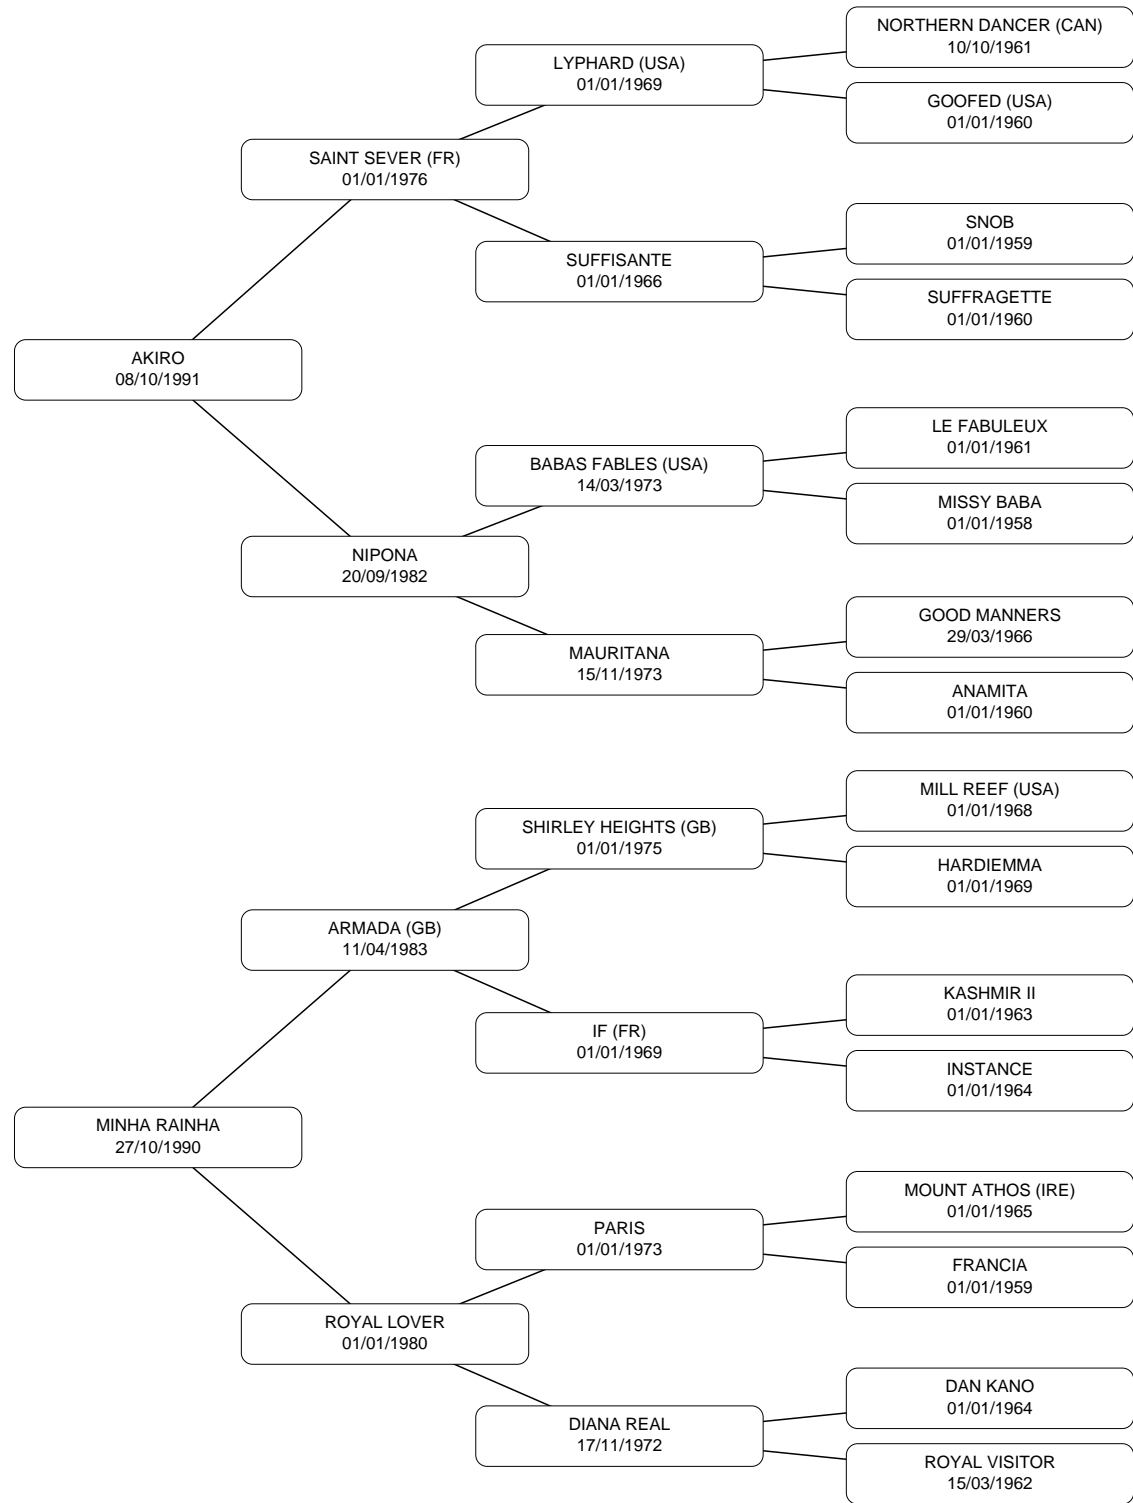 NORTHERN DANCER (CAN)
10/10/1961
LYPHARD (USA)
01/01/1969
GOOFED (USA)
01/01/1960
SAINT SEVER (FR)
01/01/1976
SNOB
01/01/1959
SUFFISANTE
01/01/1966
SUFFRAGETTE
01/01/1960
AKIRO
08/10/1991
LE FABULEUX
01/01/1961
BABAS FABLES (USA)
14/03/1973
MISSY BABA
01/01/1958
NIPONA
20/09/1982
GOOD MANNERS
29/03/1966
MAURITANA
15/11/1973
ANAMITA
01/01/1960
MILL REEF (USA)
01/01/1968
SHIRLEY HEIGHTS (GB)
01/01/1975
HARDIEMMA
01/01/1969
ARMADA (GB)
11/04/1983
KASHMIR II
01/01/1963
IF (FR)
01/01/1969
INSTANCE
01/01/1964
MINHA RAINHA
27/10/1990
MOUNT ATHOS (IRE)
01/01/1965
PARIS
01/01/1973
FRANCIA
01/01/1959
ROYAL LOVER
01/01/1980
DAN KANO
01/01/1964
DIANA REAL
17/11/1972
ROYAL VISITOR
15/03/1962